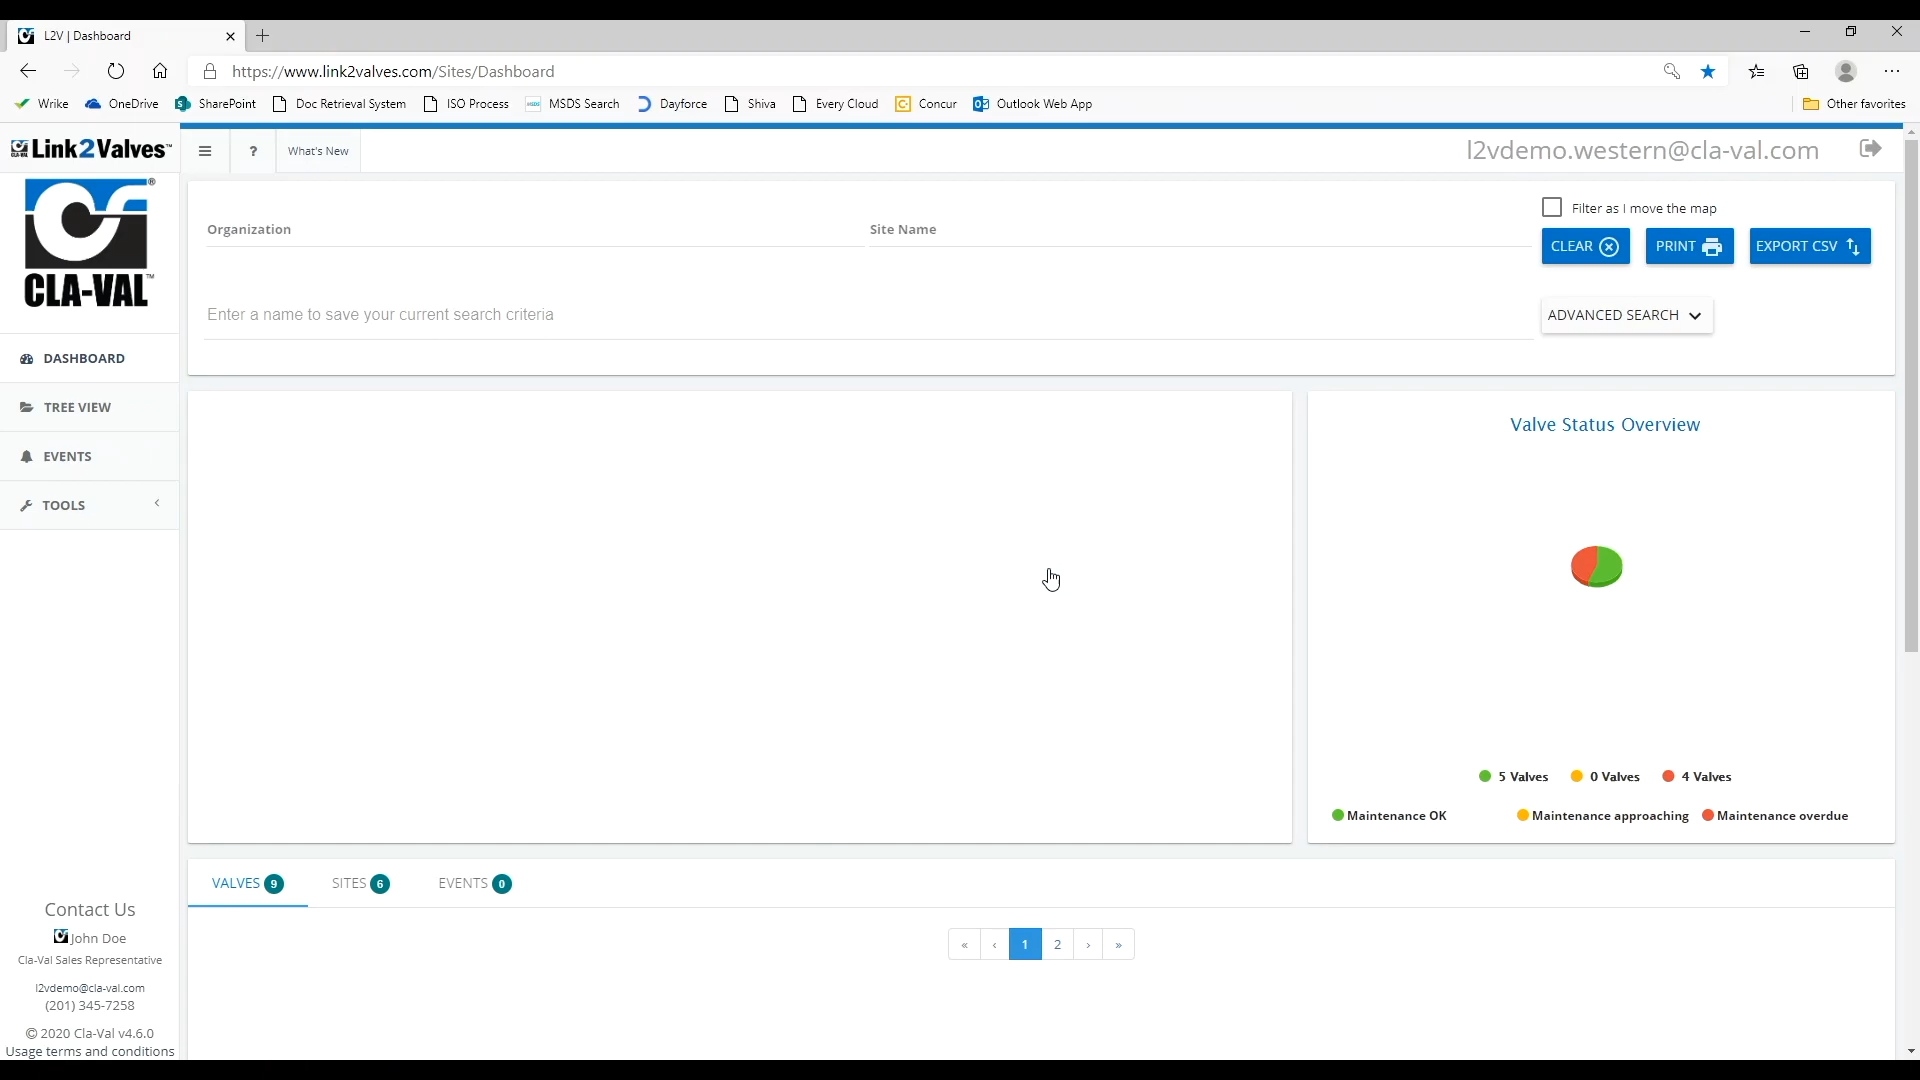 L2V | Dashboard
https://www.link2valves.com/Sites/Dashboard
Wrike OneDrive SharePoint Doc Retrieval System ISO Process MSDS MSDS Search Dayforce Shiva Every Cloud Concur Outlook Web App Other favorites
CLA-VAL Link2Valves™ ? What's New l2vdemo.western@cla-val.com
®
CLA-VAL™
Filter as I move the map
Organization Site Name
CLEAR PRINT EXPORT CSV
Enter a name to save your current search criteria ADVANCED SEARCH
DASHBOARD
TREE VIEW
EVENTS
TOOLS
Valve Status Overview
5 Valves 0 Valves 4 Valves
Maintenance OK Maintenance approaching Maintenance overdue
VALVES 9 SITES 6 EVENTS 0
« ‹ 1 2 › »
Contact Us
John Doe
Cla-Val Sales Representative
l2vdemo@cla-val.com
(201) 345-7258
© 2020 Cla-Val v4.6.0
Usage terms and conditions